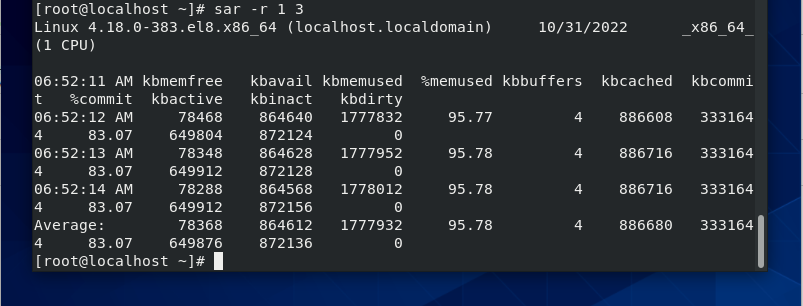 [root@localhost ~]# sar -r 1 3
Linux 4.18.0-383.el8.x86_64 (localhost.localdomain)     10/31/2022      _x86_64_
(1 CPU)

06:52:11 AM kbmemfree   kbavail kbmemused  %memused kbbuffers  kbcached  kbcommi
t   %commit  kbactive   kbinact   kbdirty
06:52:12 AM     78468    864640   1777832     95.77         4    886608   333164
4     83.07    649804    872124         0
06:52:13 AM     78348    864628   1777952     95.78         4    886716   333164
4     83.07    649912    872128         0
06:52:14 AM     78288    864568   1778012     95.78         4    886716   333164
4     83.07    649912    872156         0
Average:        78368    864612   1777932     95.78         4    886680   333164
4     83.07    649876    872136         0
[root@localhost ~]#